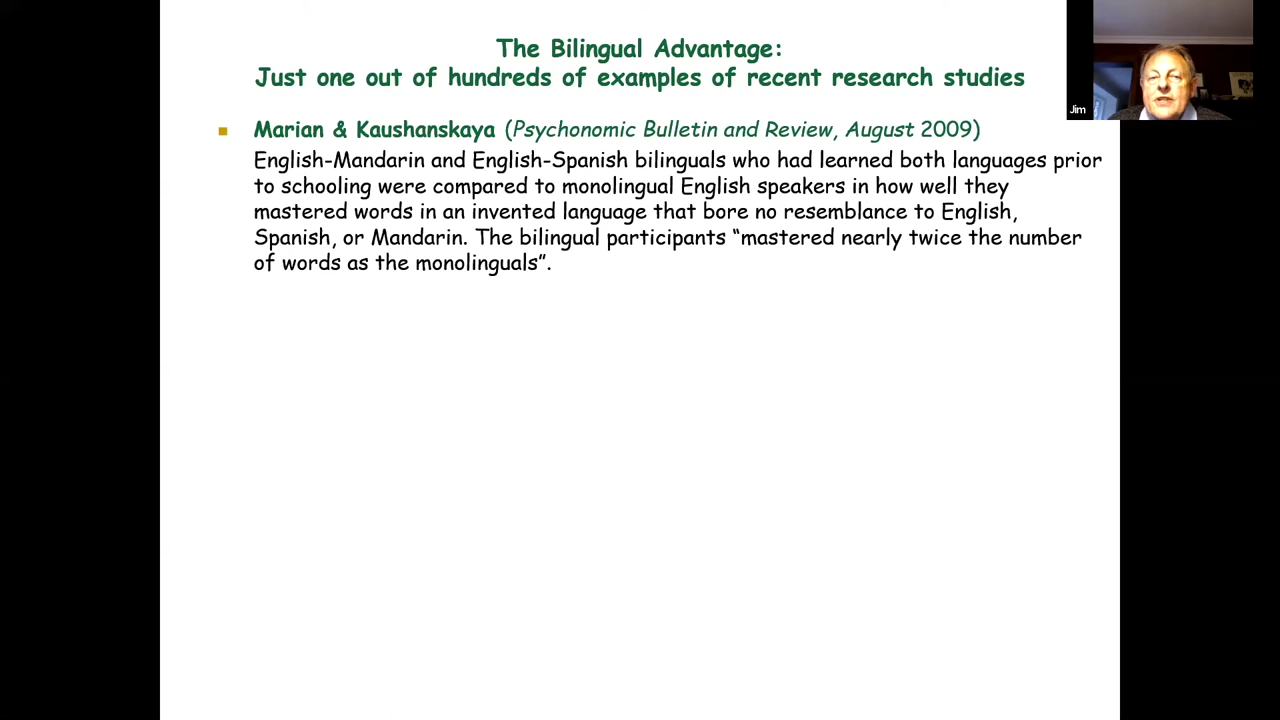 The Bilingual Advantage:
Just one out of hundreds of examples of recent research studies
Jim
Marian & Kaushanskaya (Psychonomic Bulletin and Review, August 2009)
English-Mandarin and English-Spanish bilinguals who had learned both languages prior
to schooling were compared to monolingual English speakers in how well they
mastered words in an invented language that bore no resemblance to English,
Spanish, or Mandarin. The bilingual participants “mastered nearly twice the number
of words as the monolinguals”.